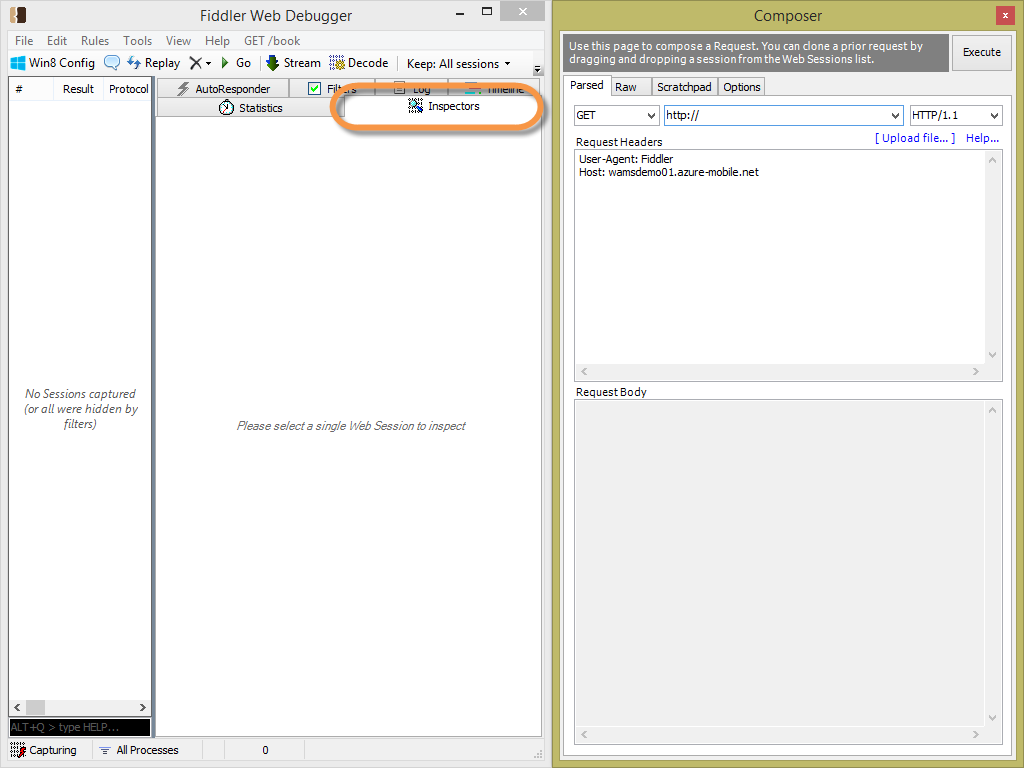 Fiddler Web Debugger
File Edit Rules Tools View Help GET /book
Win8 Config Replay Go Stream Decode Keep: All sessions
# Result Protocol
AutoResponder Filters Log Timeline
Statistics Inspectors
No Sessions captured
(or all were hidden by
filters)
Please select a single Web Session to inspect
ALT+Q > type HELP...
Capturing All Processes 0
Composer
Use this page to compose a Request. You can clone a prior request by
dragging and dropping a session from the Web Sessions list.
Execute
Parsed Raw Scratchpad Options
GET http:// HTTP/1.1
[ Upload file... ] Help...
Request Headers
User-Agent: Fiddler
Host: wamsdemo01.azure-mobile.net
Request Body